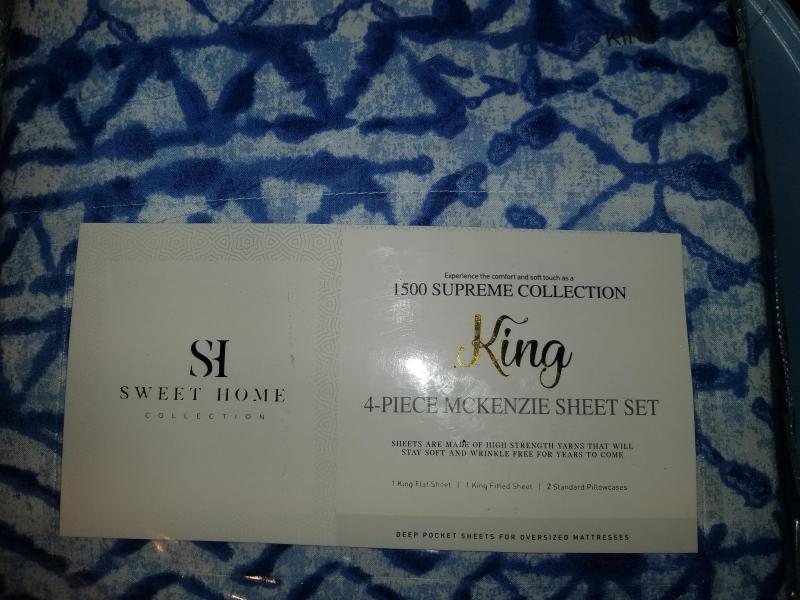 KING
SH
SWEET HOME
COLLECTION
Experience the comfort and soft touch as a
1500 SUPREME COLLECTION
King
4-PIECE MCKENZIE SHEET SET
SHEETS ARE MADE OF HIGH STRENGTH YARNS THAT WILL
STAY SOFT AND WRINKLE FREE FOR YEARS TO COME
1 King Flat Sheet | 1 King Fitted Sheet | 2 Standard Pillowcases
DEEP POCKET SHEETS FOR OVERSIZED MATTRESSES